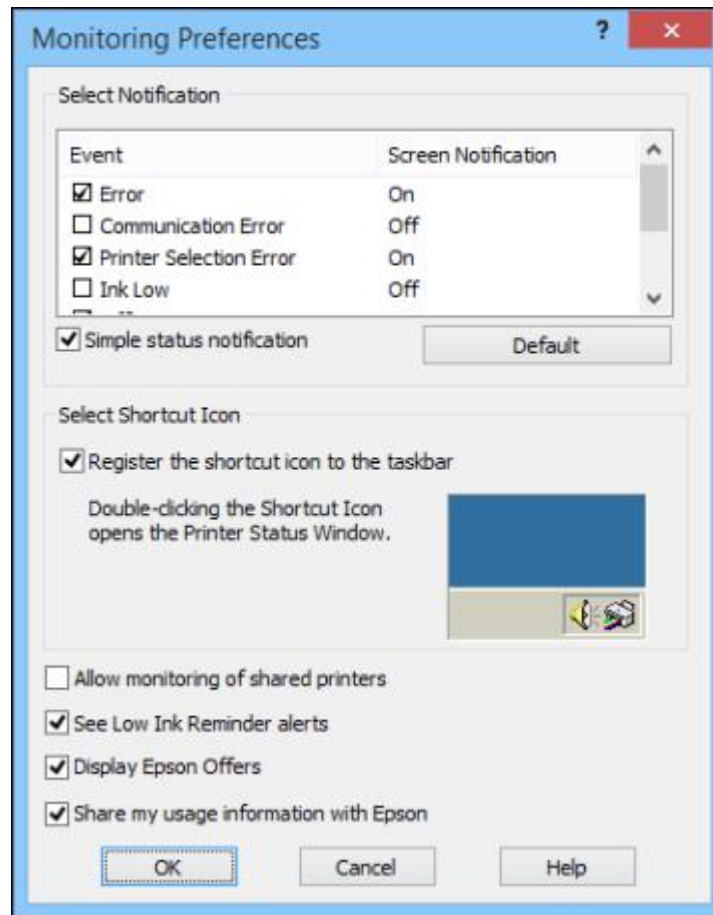 Monitoring Preferences ?
Select Notification
Event Screen Notification
Error On
Communication Error Off
Printer Selection Error On
Ink Low Off
Simple status notification Default
Select Shortcut Icon
Register the shortcut icon to the taskbar
Double-clicking the Shortcut Icon
opens the Printer Status Window.
Allow monitoring of shared printers
See Low Ink Reminder alerts
Display Epson Offers
Share my usage information with Epson
OK Cancel Help